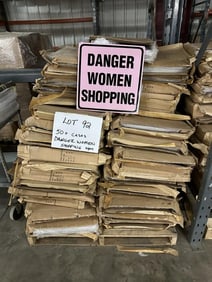 DANGER
WOMEN
SHOPPING
LOT 92
50+ CASES
DANGER WOMEN
SHOPPING